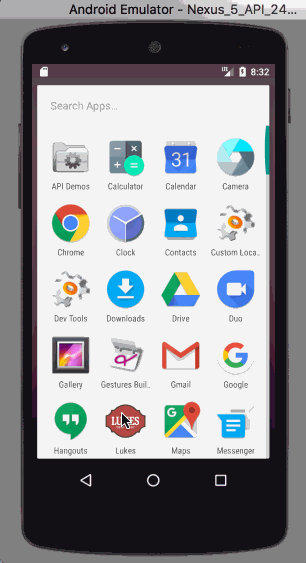 Android Emulator - Nexus_5_API_24...
8:32
Search Apps...
API Demos
Calculator
Calendar
Camera
31
Chrome
Clock
Contacts
Custom Loca..
Dev Tools
Downloads
Drive
Duo
Gallery
Gestures Buil..
Gmail
Google
LUKES
Hangouts
Lukes
Maps
Messenger